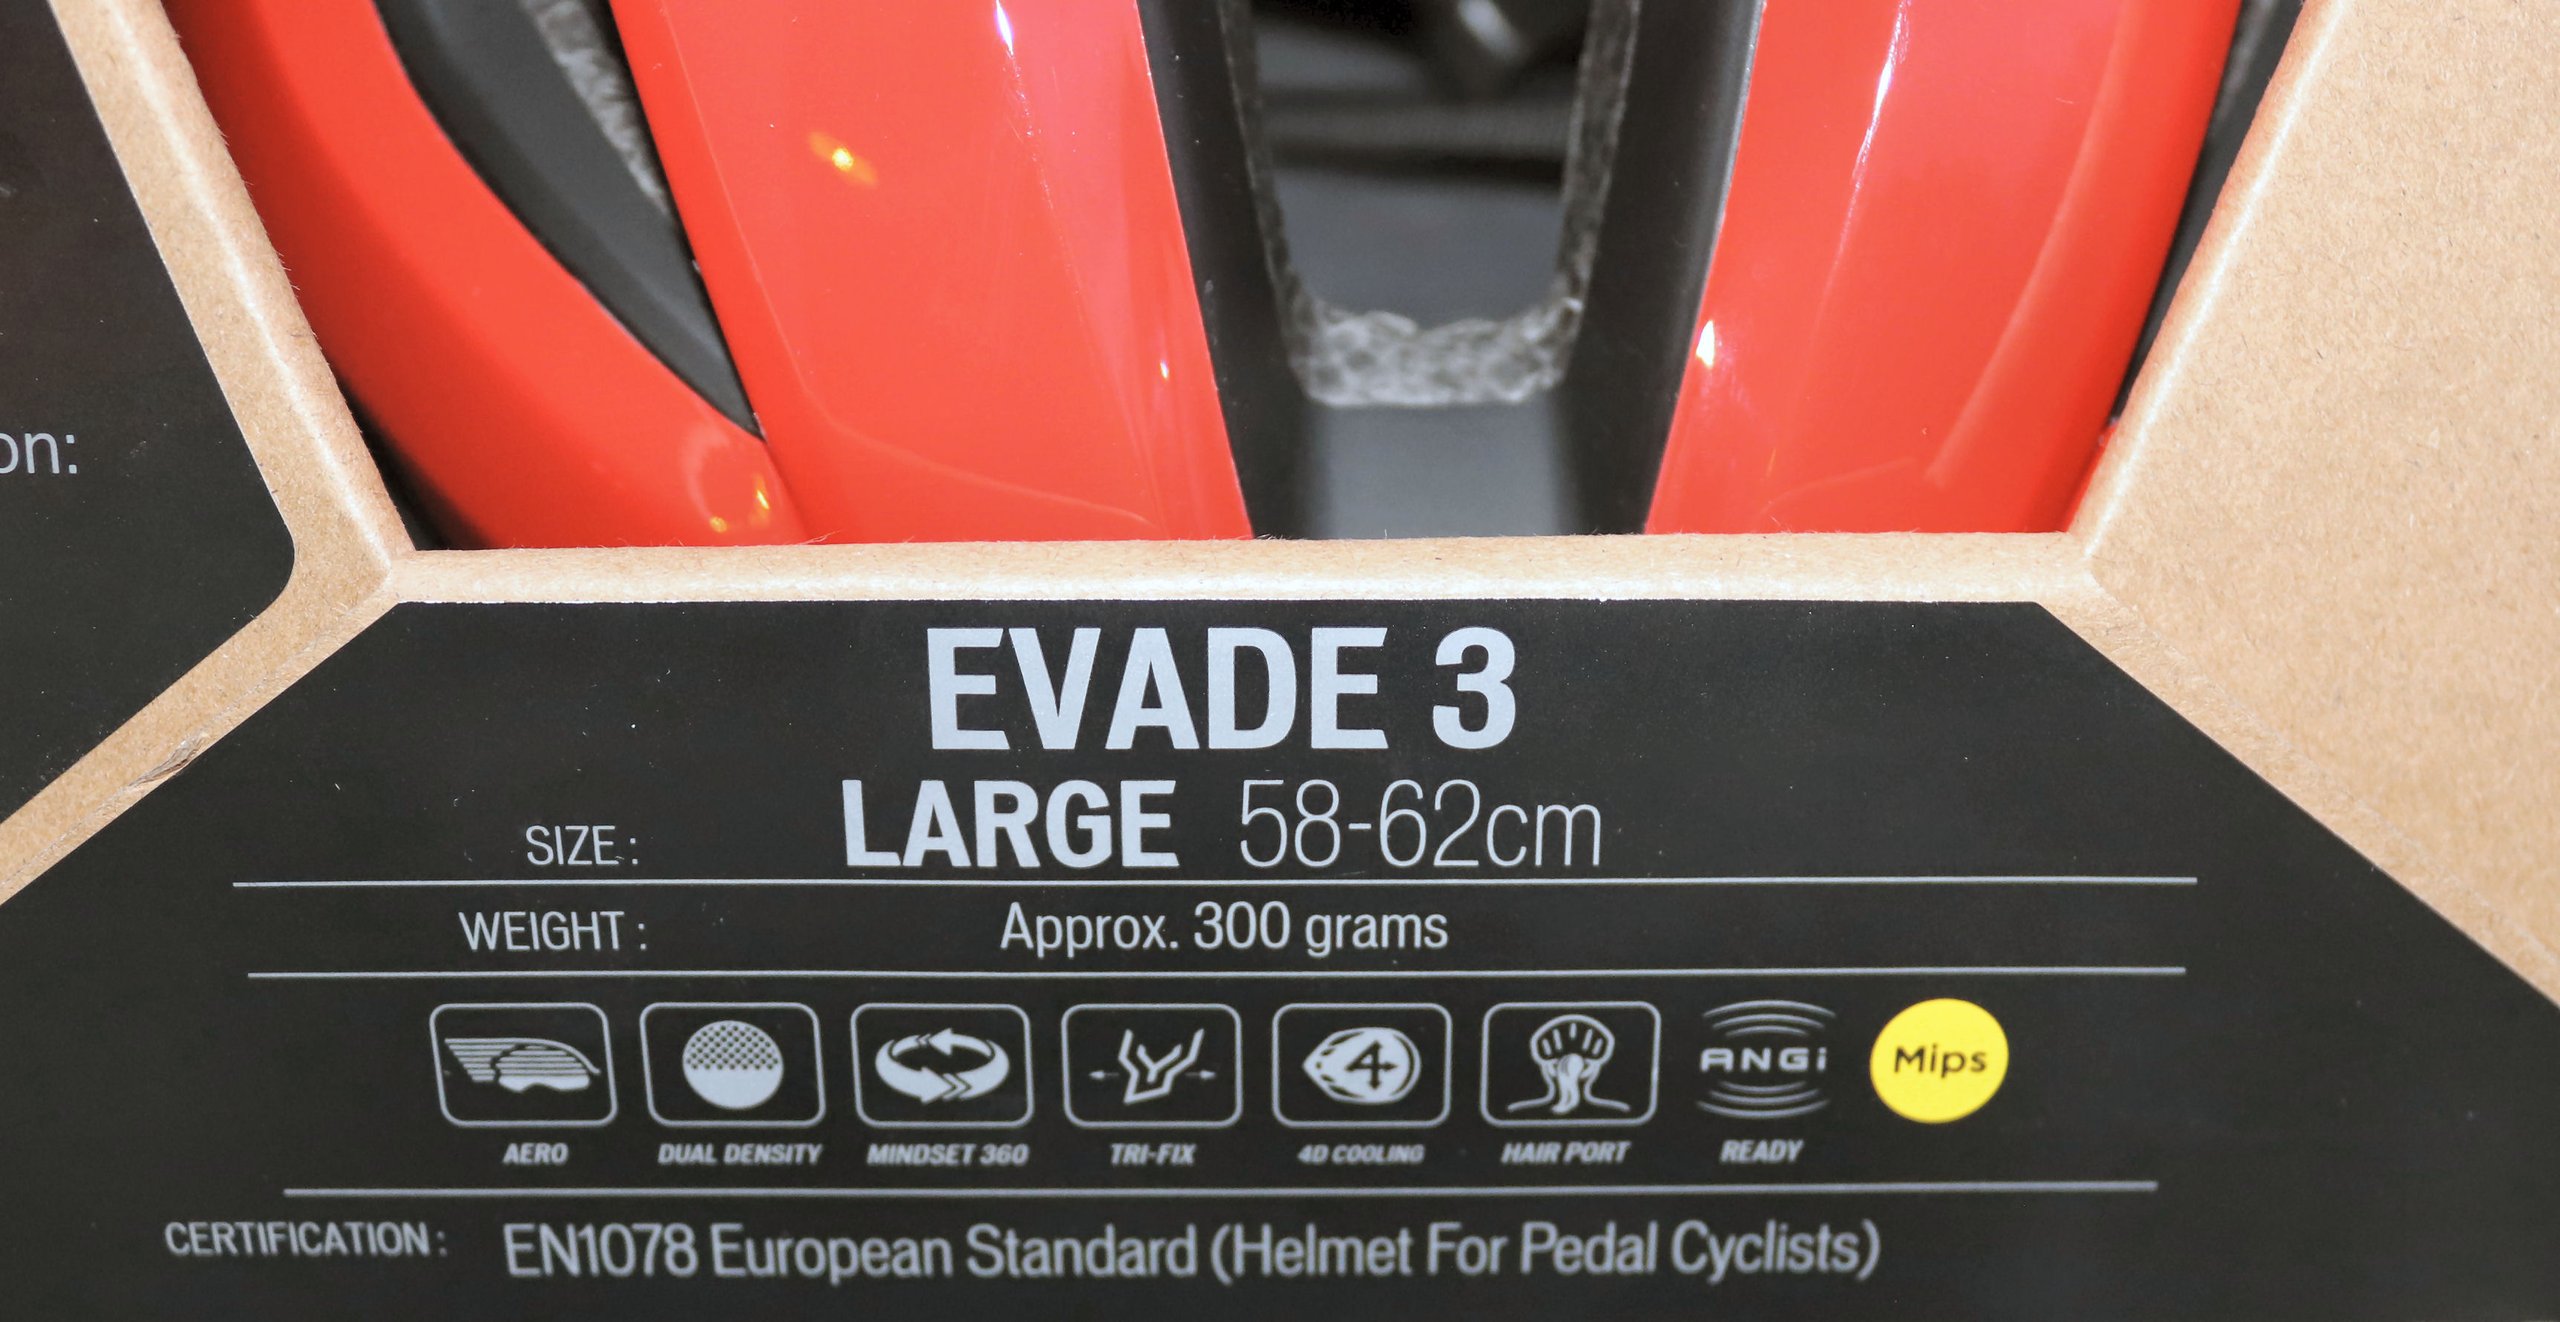 on:
EVADE 3
SIZE: LARGE 58-62cm
WEIGHT: Approx. 300 grams
4
ANGi
Mips
AERO DUAL DENSITY MINDSET 360 TRI-FIX 4D COOLING HAIR PORT READY
CERTIFICATION: EN1078 European Standard (Helmet For Pedal Cyclists)